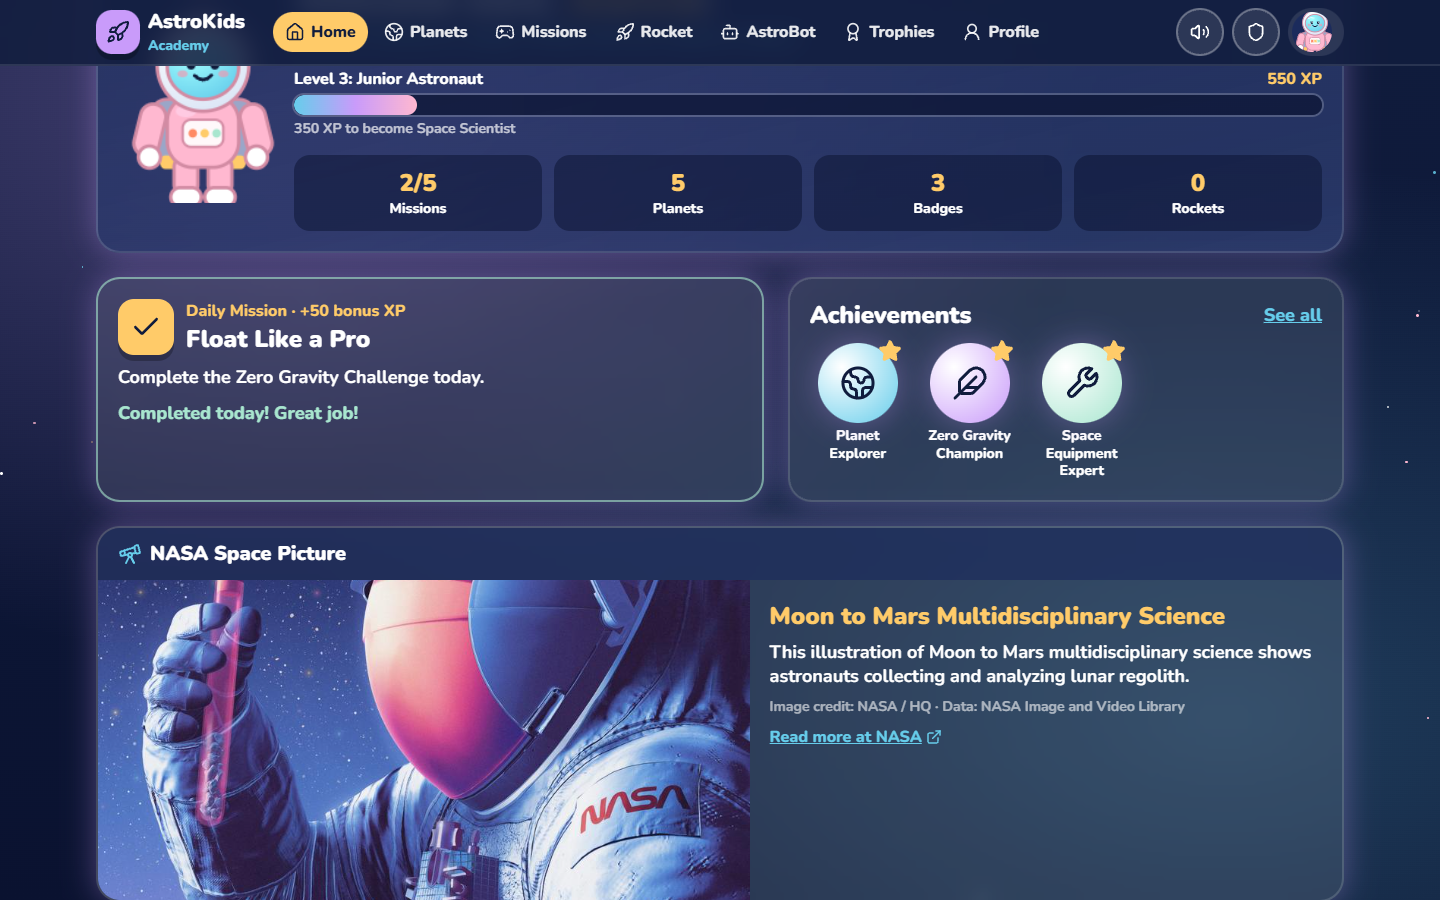 AstroKids
Academy
Home
Planets
Missions
Rocket
AstroBot
Trophies
Profile
Level 3: Junior Astronaut
550 XP
350 XP to become Space Scientist
2/5
Missions
5
Planets
3
Badges
0
Rockets
Daily Mission · +50 bonus XP
Float Like a Pro
Complete the Zero Gravity Challenge today.
Completed today! Great job!
Achievements
See all
Planet
Explorer
Zero Gravity
Champion
Space
Equipment
Expert
NASA Space Picture
NASA
Moon to Mars Multidisciplinary Science
This illustration of Moon to Mars multidisciplinary science shows
astronauts collecting and analyzing lunar regolith.
Image credit: NASA / HQ · Data: NASA Image and Video Library
Read more at NASA